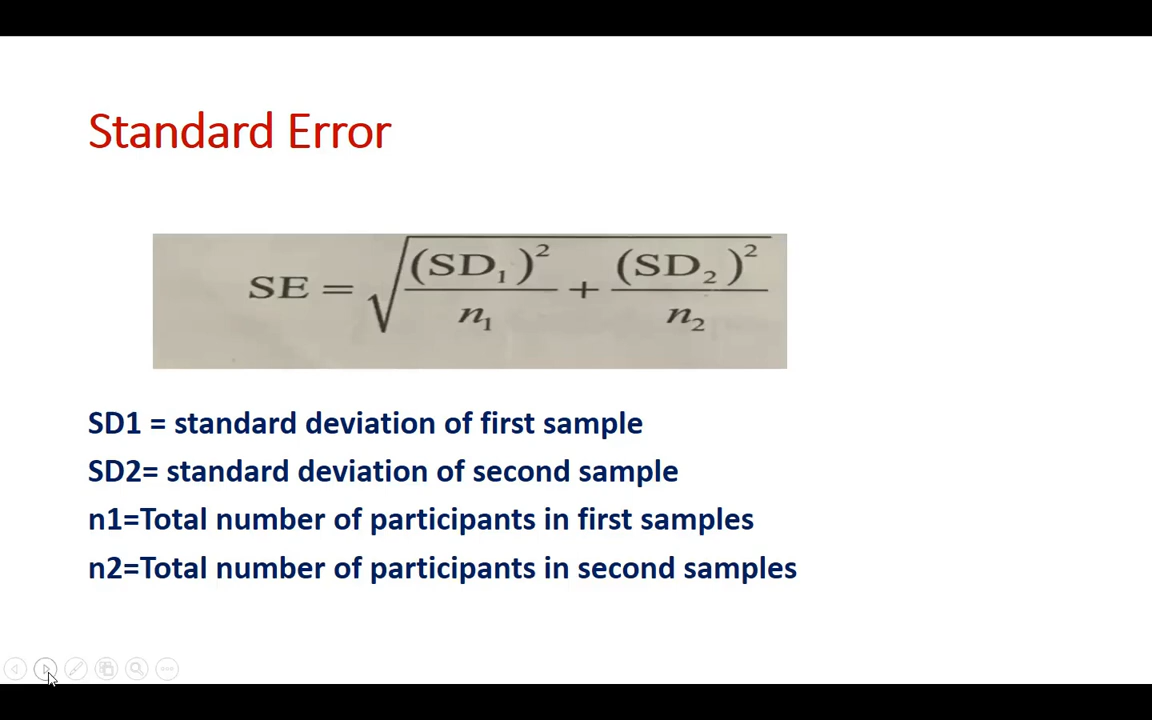 Standard Error
SE = √((SD₁)²/n₁ + (SD₂)²/n₂)
SD1 = standard deviation of first sample
SD2= standard deviation of second sample
n1=Total number of participants in first samples
n2=Total number of participants in second samples